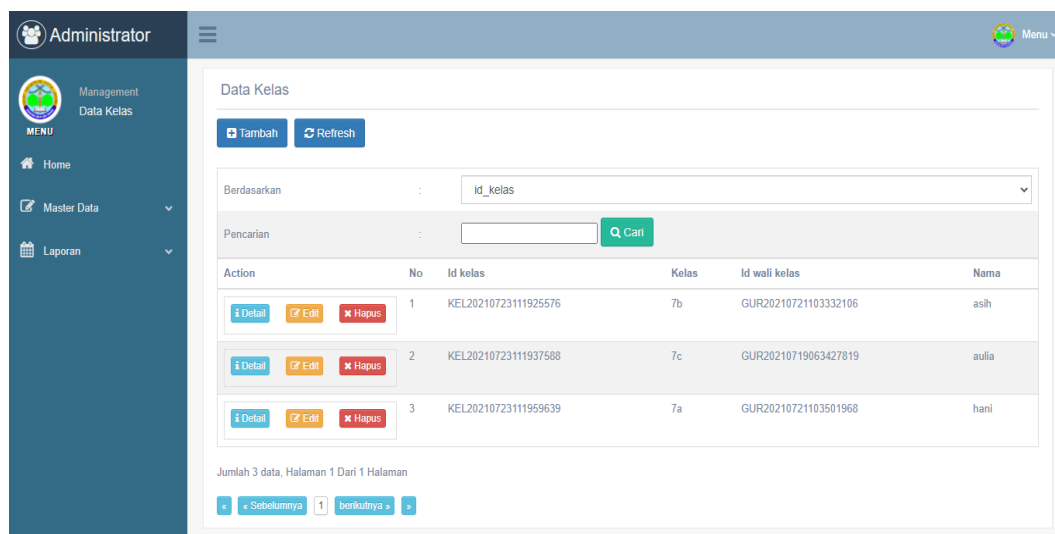 Administrator
Menu
Management
Data Kelas
MENU
Home
Master Data
Laporan
Data Kelas
Tambah Refresh
Berdasarkan : id_kelas
Pencarian : Cari
Action No Id kelas Kelas Id wali kelas Nama
Detail Edit Hapus 1 KEL20210723111925576 7b GUR20210721103332106 asih
Detail Edit Hapus 2 KEL20210723111937588 7c GUR20210719063427819 aulia
Detail Edit Hapus 3 KEL20210723111959639 7a GUR20210721103501968 hani
Jumlah 3 data, Halaman 1 Dari 1 Halaman
« « Sebelumnya 1 berikutnya » »